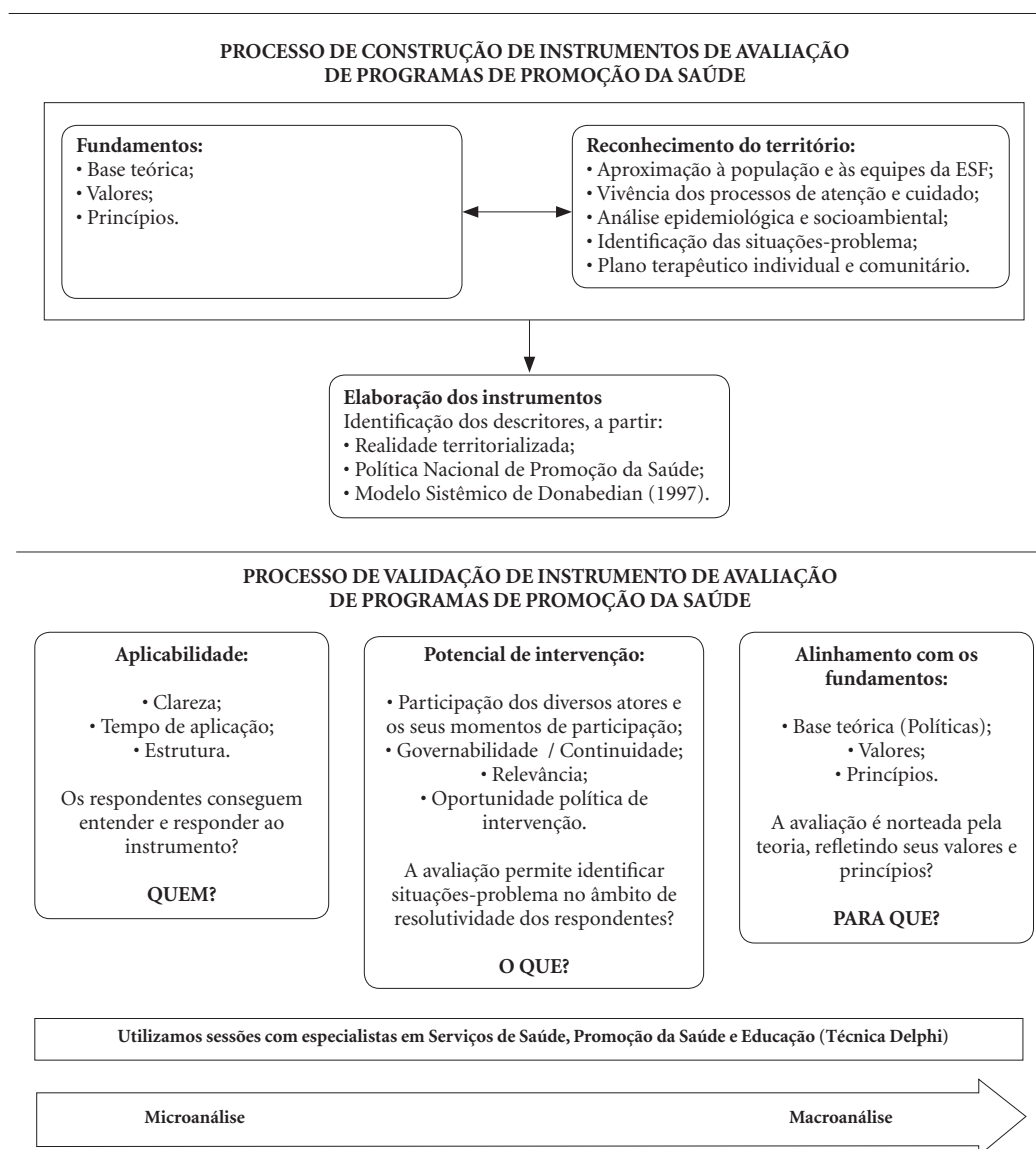 PROCESSO DE CONSTRUÇÃO DE INSTRUMENTOS DE AVALIAÇÃO
DE PROGRAMAS DE PROMOÇÃO DA SAÚDE
Fundamentos:
• Base teórica;
• Valores;
• Princípios.
Reconhecimento do território:
• Aproximação à população e às equipes da ESF;
• Vivência dos processos de atenção e cuidado;
• Análise epidemiológica e socioambiental;
• Identificação das situações-problema;
• Plano terapêutico individual e comunitário.
Elaboração dos instrumentos
Identificação dos descritores, a partir:
• Realidade territorializada;
• Política Nacional de Promoção da Saúde;
• Modelo Sistêmico de Donabedian (1997).
PROCESSO DE VALIDAÇÃO DE INSTRUMENTO DE AVALIAÇÃO
DE PROGRAMAS DE PROMOÇÃO DA SAÚDE
Aplicabilidade:
• Clareza;
• Tempo de aplicação;
• Estrutura.
Os respondentes conseguem
entender e responder ao
instrumento?
QUEM?
Potencial de intervenção:
• Participação dos diversos atores e
os seus momentos de participação;
• Governabilidade / Continuidade;
• Relevância;
• Oportunidade política de
intervenção.
A avaliação permite identificar
situações-problema no âmbito de
resolutividade dos respondentes?
O QUE?
Alinhamento com os
fundamentos:
• Base teórica (Políticas);
• Valores;
• Princípios.
A avaliação é norteada pela
teoria, refletindo seus valores e
princípios?
PARA QUE?
Utilizamos sessões com especialistas em Serviços de Saúde, Promoção da Saúde e Educação (Técnica Delphi)
Microanálise
Macroanálise